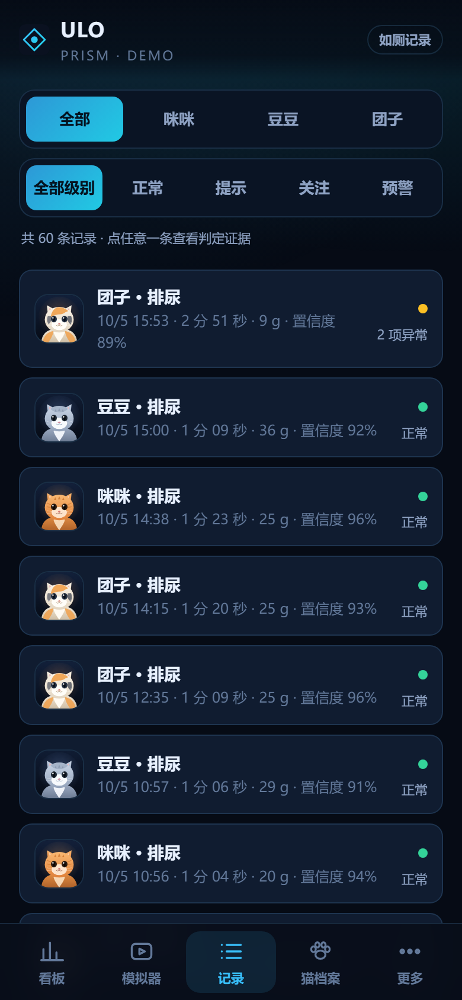 ULO
PRISM · DEMO
如厕记录
全部 咪咪 豆豆 团子
全部级别 正常 提示 关注 预警
共 60 条记录 · 点任意一条查看判定证据
团子 · 排尿
10/5 15:53 · 2 分 51 秒 · 9 g · 置信度
89%
2 项异常
豆豆 · 排尿
10/5 15:00 · 1 分 09 秒 · 36 g · 置信度 92%
正常
咪咪 · 排尿
10/5 14:38 · 1 分 23 秒 · 25 g · 置信度 96%
正常
团子 · 排尿
10/5 14:15 · 1 分 20 秒 · 25 g · 置信度 93%
正常
团子 · 排尿
10/5 12:35 · 1 分 09 秒 · 25 g · 置信度 96%
正常
豆豆 · 排尿
10/5 10:57 · 1 分 06 秒 · 29 g · 置信度 91%
正常
咪咪 · 排尿
10/5 10:56 · 1 分 04 秒 · 20 g · 置信度 94%
正常
看板 模拟器 记录 猫档案 更多